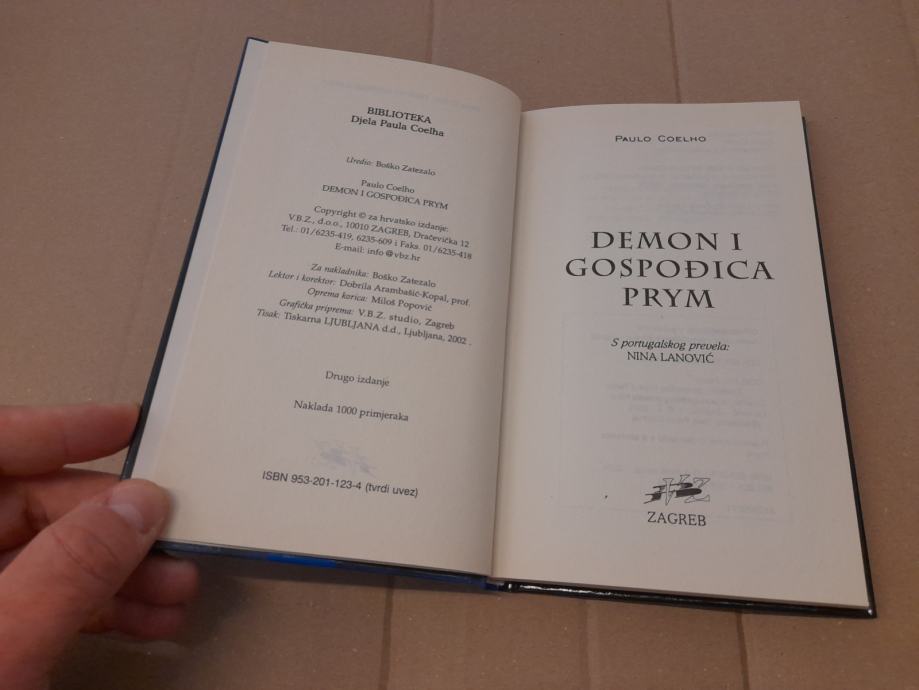 BIBLIOTEKA
Djela Paula Coelha
Uredio: Boško Zatezalo
Paulo Coelho
DEMON I GOSPOĐICA PRYM
Copyright © za hrvatsko izdanje:
V.B.Z., d.o.o., 10010 ZAGREB, Dračevička 12
Tel.: 01/6235-419, 6235-609 i Faks. 01/6235-418
E-mail: info@vbz.hr
Za nakladnika: Boško Zatezalo
Lektor i korektor: Dobrila Arambašić-Kopal, prof.
Oprema korica: Miloš Popović
Grafička priprema: V.B.Z. studio, Zagreb
Tisak: Tiskarna LJUBLJANA d.d., Ljubljana, 2002.
Drugo izdanje
Naklada 1000 primjeraka
ISBN 953-201-123-4 (tvrdi uvez)
PAULO COELHO
DEMON I
GOSPOĐICA
PRYM
S portugalskog prevela:
NINA LANOVIĆ
VBZ
ZAGREB